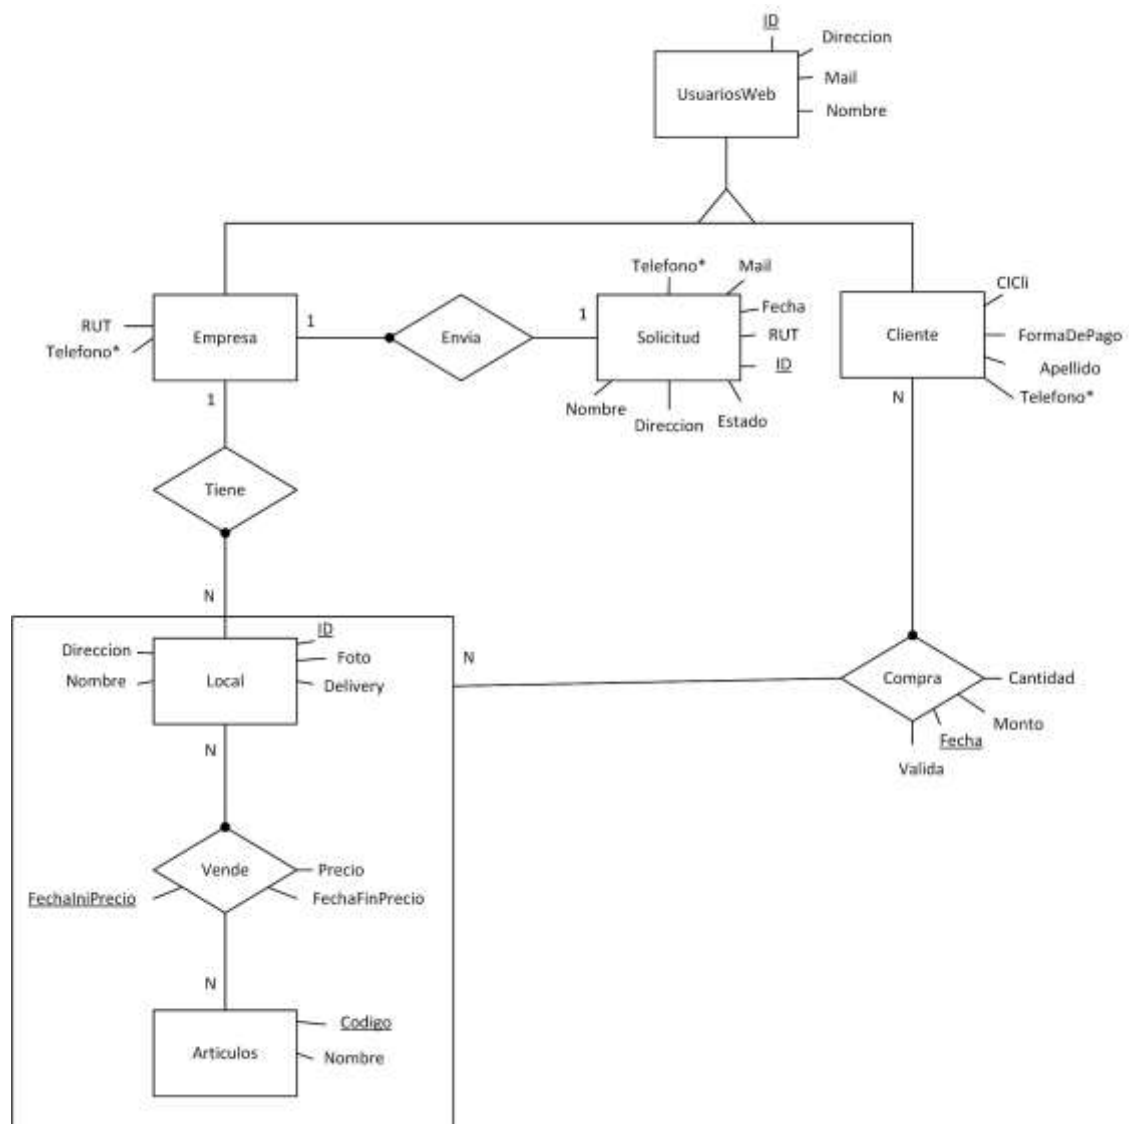 ID
Direccion
Mail
UsuariosWeb
Nombre
Telefono*
Mail
CICli
RUT
Empresa
Telefono*
1
Envia
1
Solicitud
Fecha
RUT
ID
Cliente
FormaDePago
Apellido
Telefono*
Nombre
Direccion
Estado
1
N
Tiene
N
ID
Direccion
Foto
Nombre
Local
Delivery
N
Compra
Cantidad
Monto
Fecha
Valida
N
Vende
Precio
FechaIniPrecio
FechaFinPrecio
N
Codigo
Articulos
Nombre